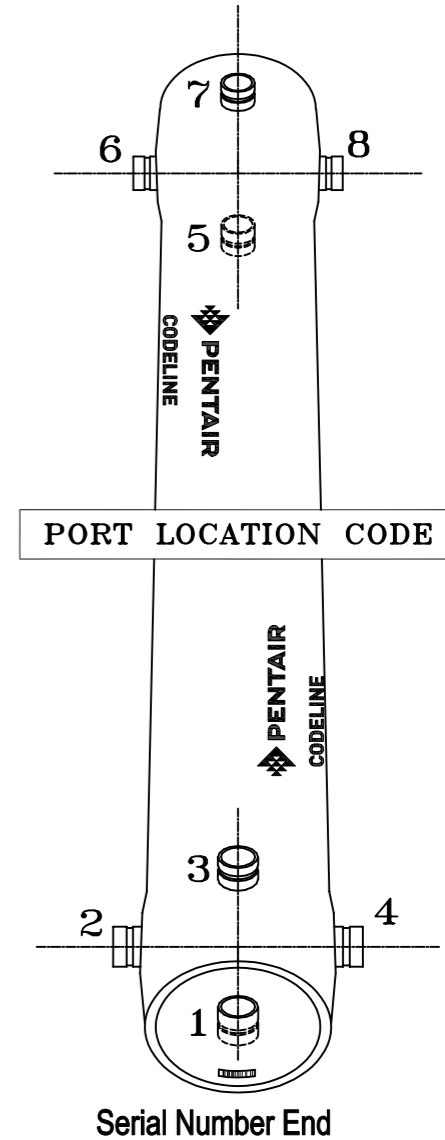 7
6
8
5
CODELINE
PENTAIR
PORT LOCATION CODE
PENTAIR
CODELINE
3
2
4
1
Serial Number End